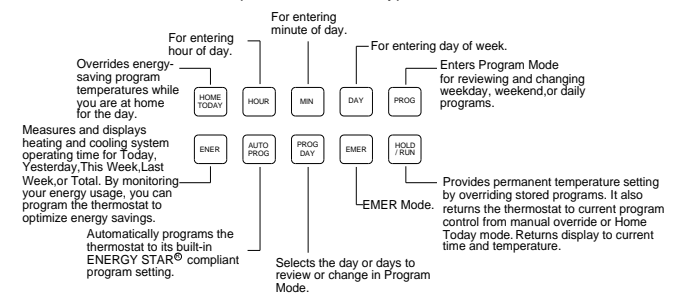 For entering
minute of day.
For entering
hour of day.
For entering day of week.
Overrides energy-
saving program
temperatures while
you are at home
for the day.
Enters Program Mode
for reviewing and changing
weekday, weekend,or daily
programs.
HOME
TODAY
HOUR
MIN
DAY
PROG
Measures and displays
heating and cooling system
operating time for Today,
Yesterday,This Week,Last
Week,or Total. By monitoring
your energy usage, you can
program the thermostat to
optimize energy savings.
ENER
AUTO
PROG
PROG
DAY
EMER
HOLD
/ RUN
EMER Mode.
Provides permanent temperature setting
by overriding stored programs. It also
returns the thermostat to current program
control from manual override or Home
Today mode. Returns display to current
time and temperature.
Automatically programs the
thermostat to its built-in
ENERGY STAR® compliant
program setting.
Selects the day or days to
review or change in Program
Mode.